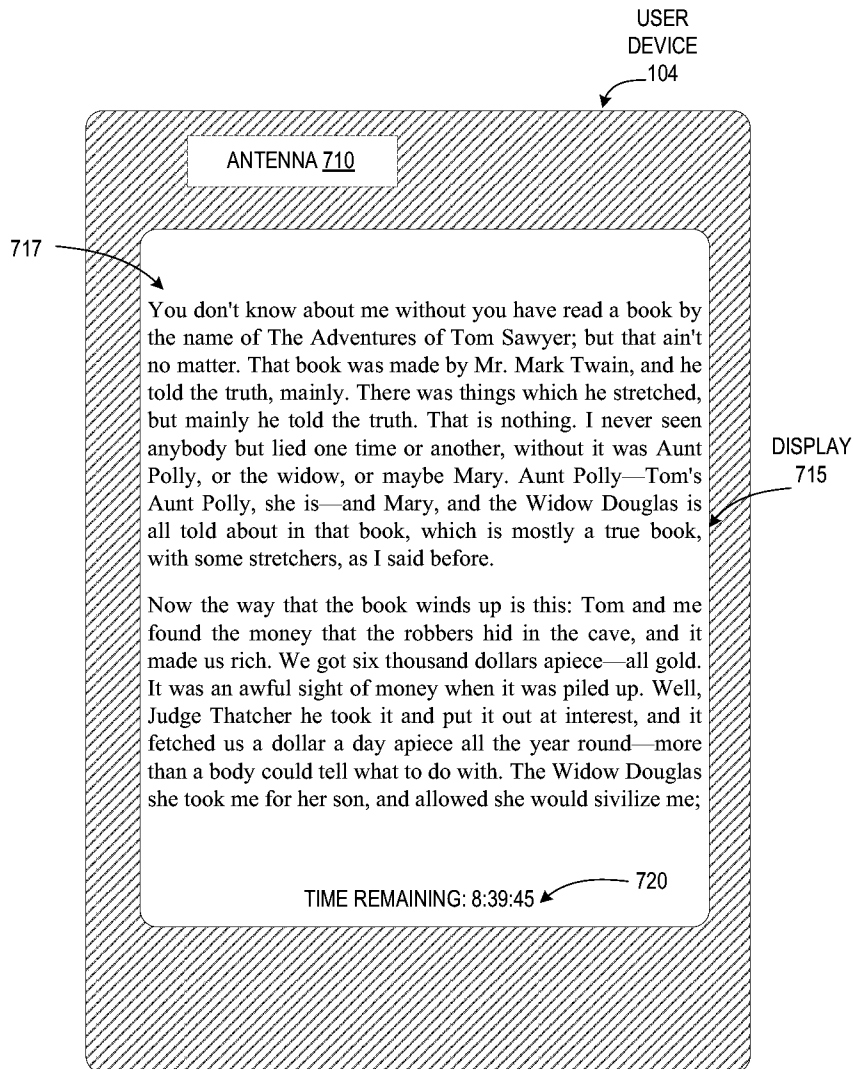 USER
DEVICE
104
ANTENNA 710
717
You don't know about me without you have read a book by
the name of The Adventures of Tom Sawyer; but that ain't
no matter. That book was made by Mr. Mark Twain, and he
told the truth, mainly. There was things which he stretched,
but mainly he told the truth. That is nothing. I never seen
anybody but lied one time or another, without it was Aunt
Polly, or the widow, or maybe Mary. Aunt Polly—Tom's
Aunt Polly, she is—and Mary, and the Widow Douglas is
all told about in that book, which is mostly a true book,
with some stretchers, as I said before.
DISPLAY
715
Now the way that the book winds up is this: Tom and me
found the money that the robbers hid in the cave, and it
made us rich. We got six thousand dollars apiece—all gold.
It was an awful sight of money when it was piled up. Well,
Judge Thatcher he took it and put it out at interest, and it
fetched us a dollar a day apiece all the year round—more
than a body could tell what to do with. The Widow Douglas
she took me for her son, and allowed she would sivilize me;
TIME REMAINING: 8:39:45
720